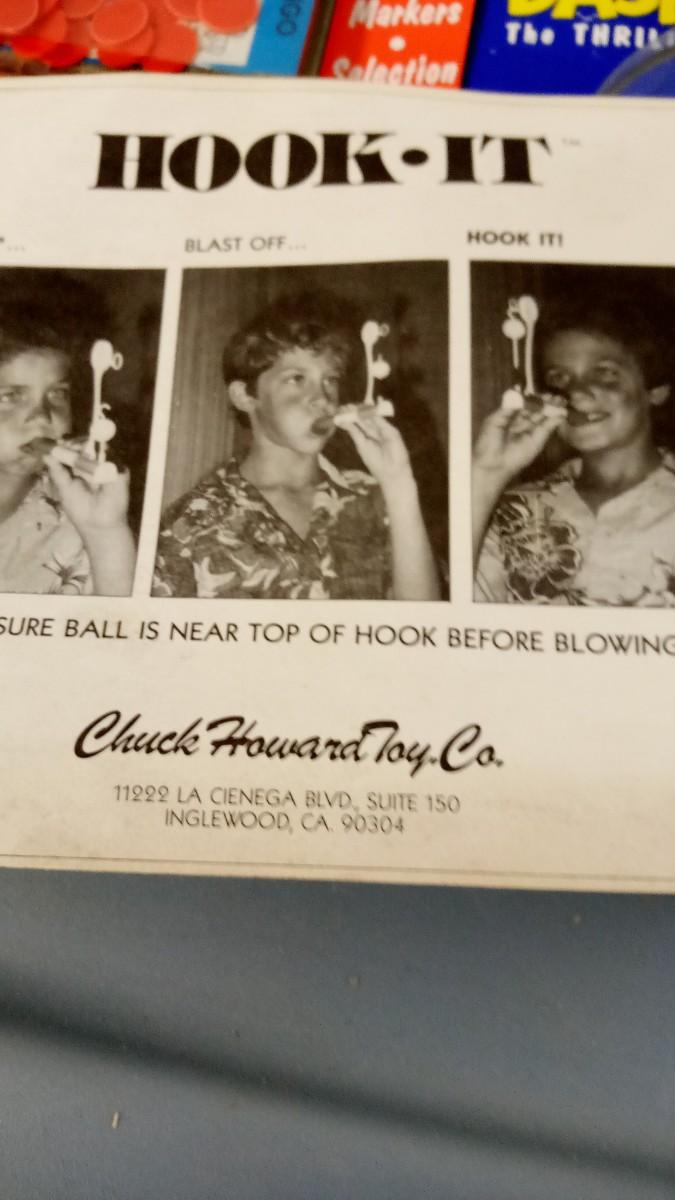 Markers
•
Selection
The THRIL
HOOK•IT™
BLAST OFF...
HOOK IT!
SURE BALL IS NEAR TOP OF HOOK BEFORE BLOWING
Chuck Howard Toy.Co.
11222 LA CIENEGA BLVD., SUITE 150
INGLEWOOD, CA. 90304